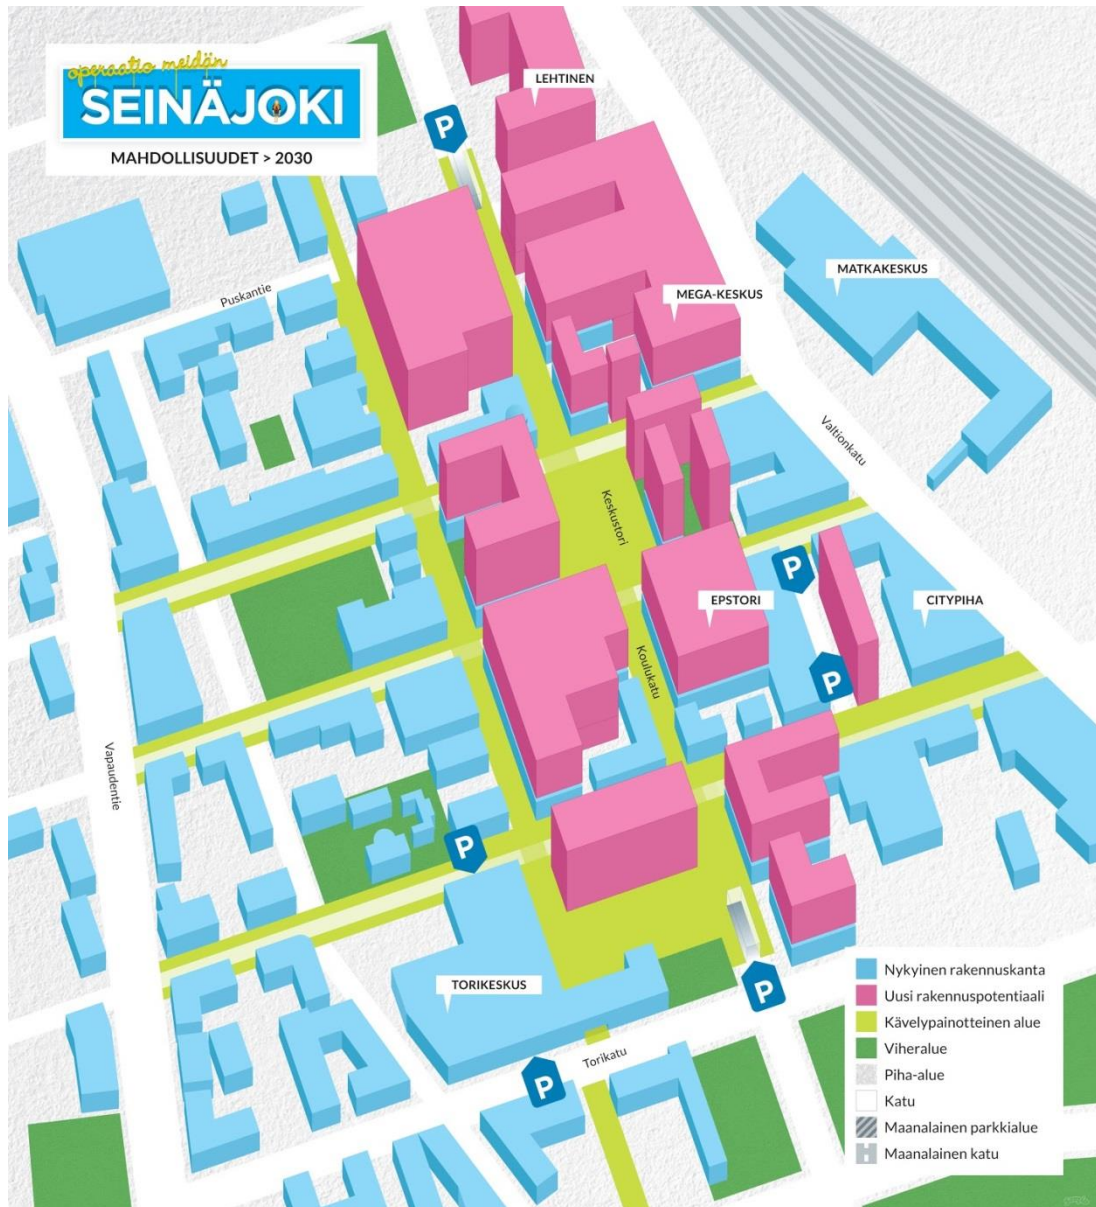 operaatio meidän
SEINÄJOKI
MAHDOLLISUUDET > 2030
LEHTINEN
P
MATKAKESKUS
Puskantie
MEGA-KESKUS
Valtionkatu
Keskustori
P
EPSTORI
CITYPIHA
Koulukatu
P
Vapaudentie
P
TORIKESKUS
P
Torikatu
P
Nykyinen rakennuskanta
Uusi rakennuspotentiaali
Kävelypainotteinen alue
Viheralue
Piha-alue
Katu
Maanalainen parkkialue
Maanalainen katu